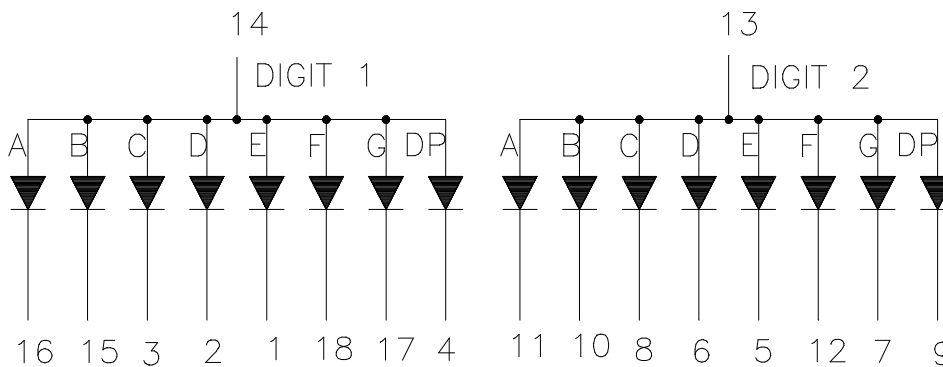 14 13
DIGIT 1 DIGIT 2
A B C D E F G DP A B C D E F G DP
16 15 3 2 1 18 17 4 11 10 8 6 5 12 7 9